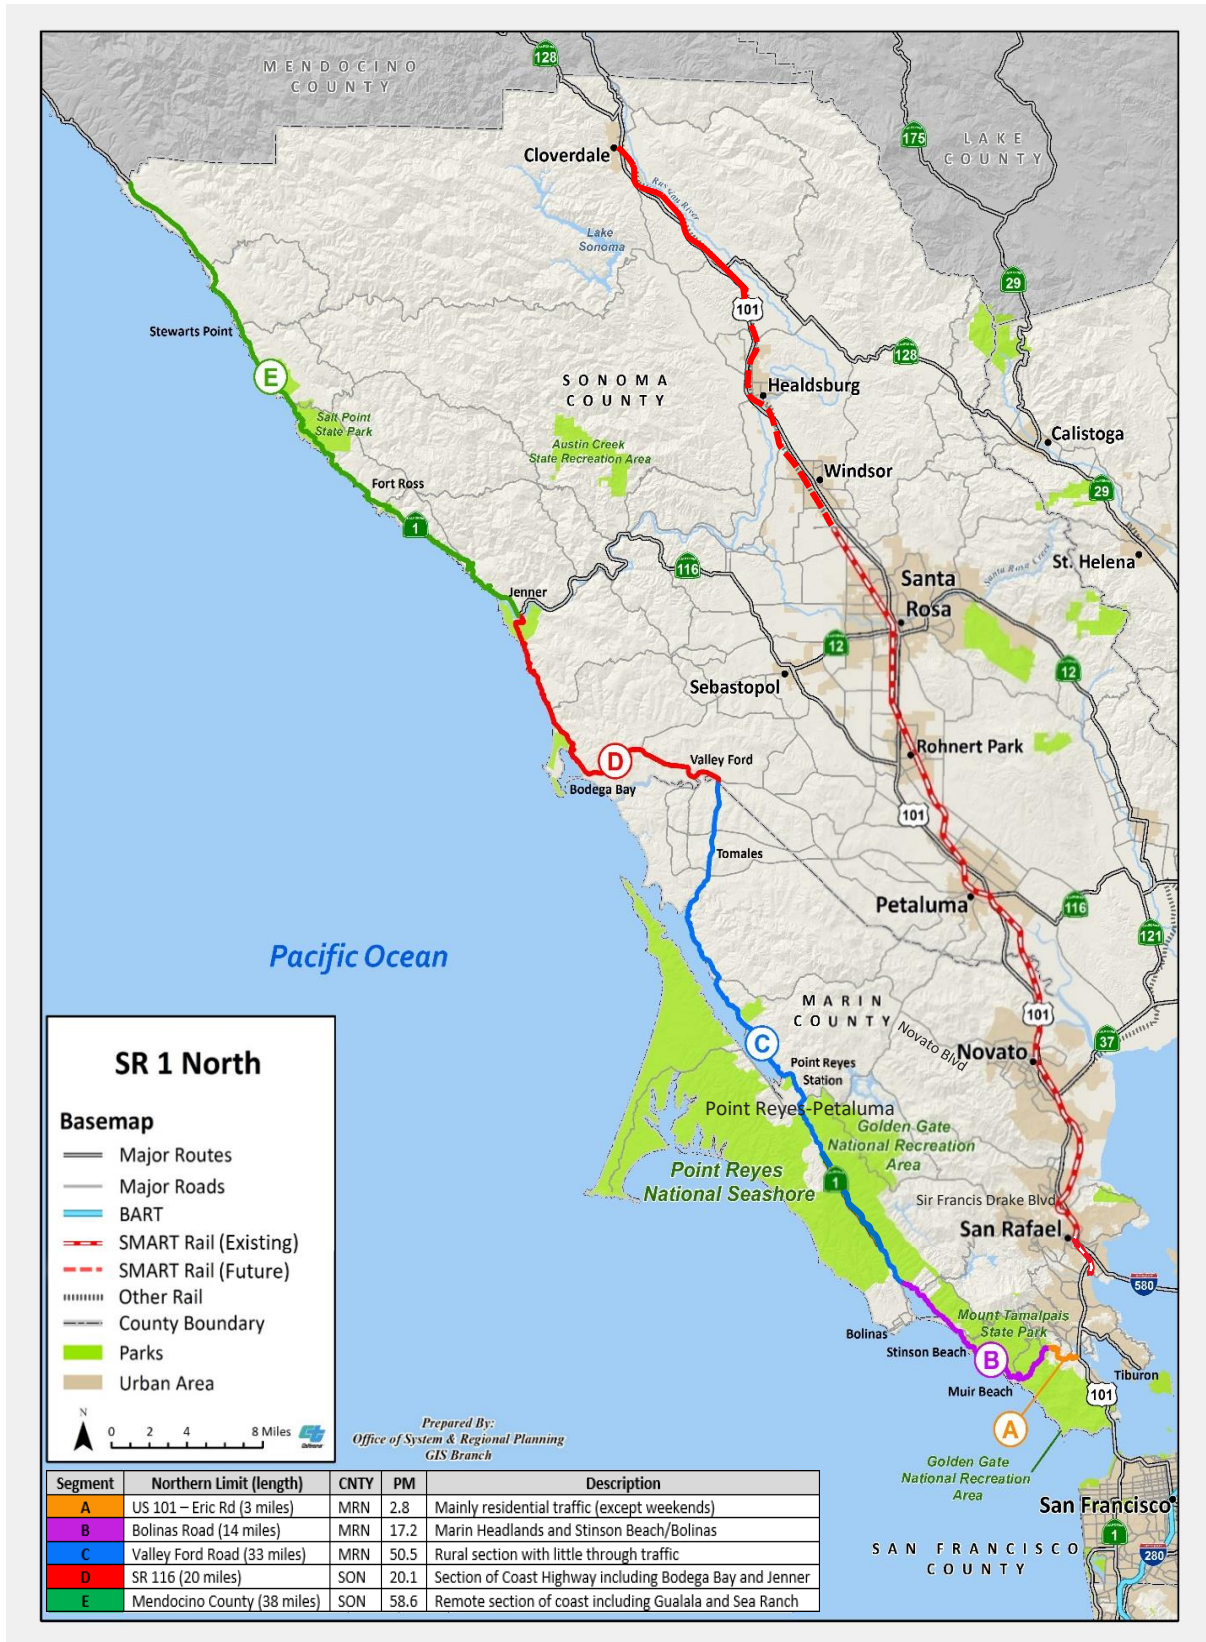 MENDOCINO
COUNTY
128
175
LAKE
COUNTY
Cloverdale
Russian River
Lake
Sonoma
29
101
Stewarts Point
128
E
SONOMA
COUNTY
Healdsburg
Salt Point
State Park
Austin Creek
State Recreation Area
Calistoga
Windsor
Fort Ross
29
1
116
Santa Rosa Creek
St. Helena
Santa
Rosa
Jenner
12
12
Sebastopol
Rohnert Park
D
Valley Ford
Bodega Bay
101
Tomales
Petaluma
116
121
Pacific Ocean
MARIN
COUNTY
101
Novato Blvd
Novato
37
C
Point Reyes
Station
Point Reyes-Petaluma
Golden Gate
National Recreation
Area
Point Reyes
National Seashore
1
Sir Francis Drake Blvd
San Rafael
580
Mount Tamalpais
State Park
Bolinas
Stinson Beach
B
Muir Beach
Tiburon
101
A
Golden Gate
National Recreation
Area
San Francisco
1
SAN FRANCISCO
COUNTY
280
SR 1 North
Basemap
Major Routes
Major Roads
BART
SMART Rail (Existing)
SMART Rail (Future)
Other Rail
County Boundary
Parks
Urban Area
N
0 2 4 8 Miles
Prepared By:
Office of System & Regional Planning
GIS Branch
Segment Northern Limit (length) CNTY PM Description
A US 101 – Eric Rd (3 miles) MRN 2.8 Mainly residential traffic (except weekends)
B Bolinas Road (14 miles) MRN 17.2 Marin Headlands and Stinson Beach/Bolinas
C Valley Ford Road (33 miles) MRN 50.5 Rural section with little through traffic
D SR 116 (20 miles) SON 20.1 Section of Coast Highway including Bodega Bay and Jenner
E Mendocino County (38 miles) SON 58.6 Remote section of coast including Gualala and Sea Ranch